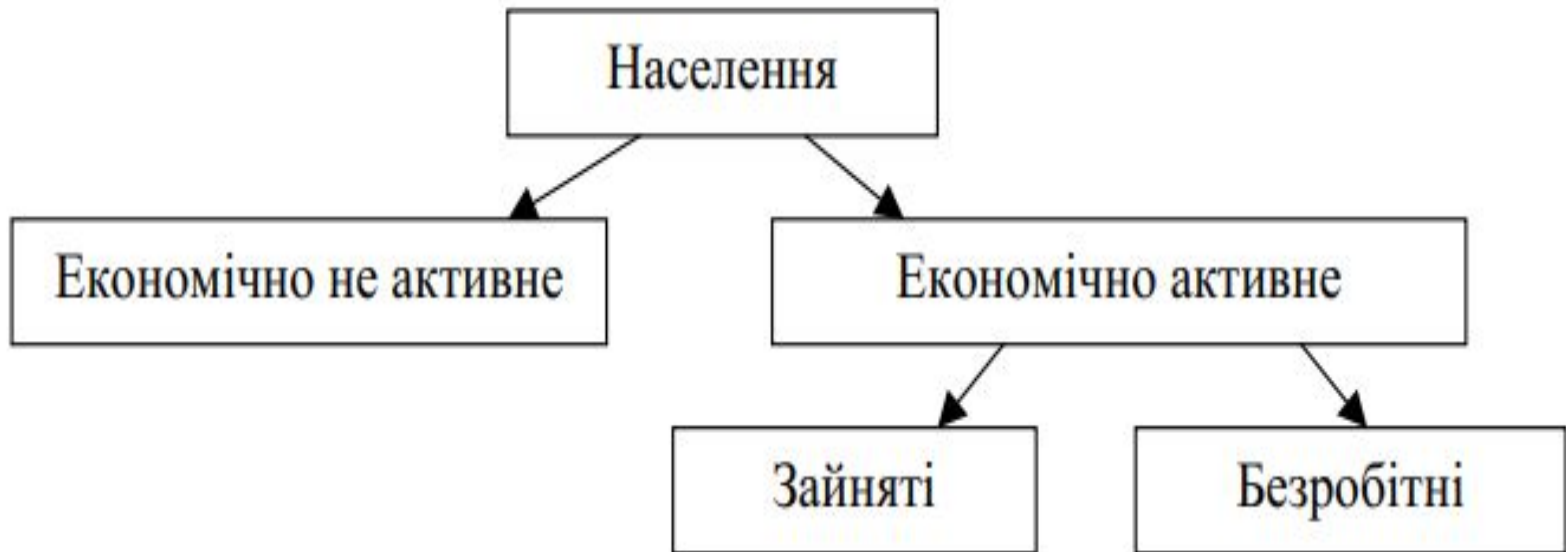 Населення
Економічно не активне
Економічно активне
Зайняті
Безробітні